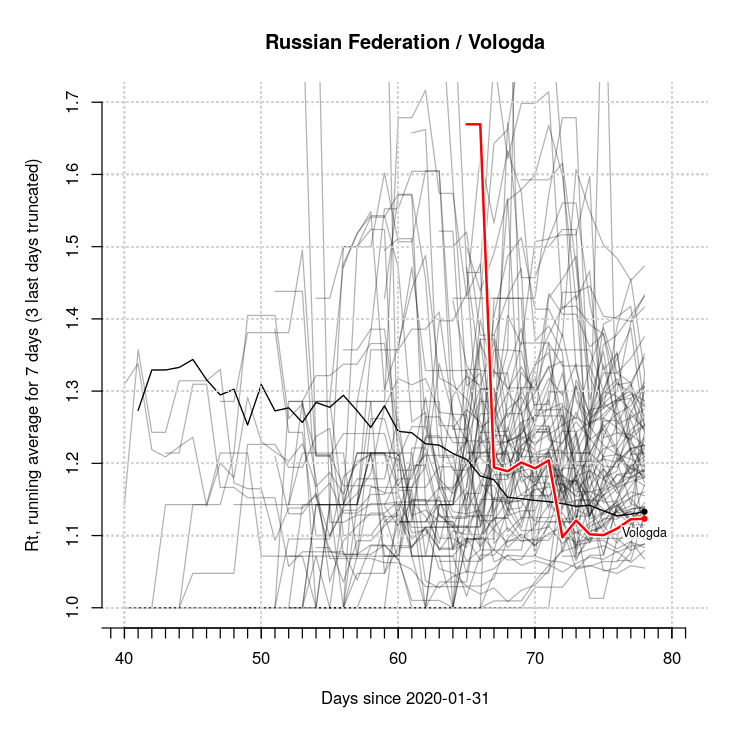 Russian Federation / Vologda
Rt, running average for 7 days (3 last days truncated)
1.7
1.6
1.5
1.4
1.3
1.2
1.1
1.0
Vologda
40 50 60 70 80
Days since 2020-01-31